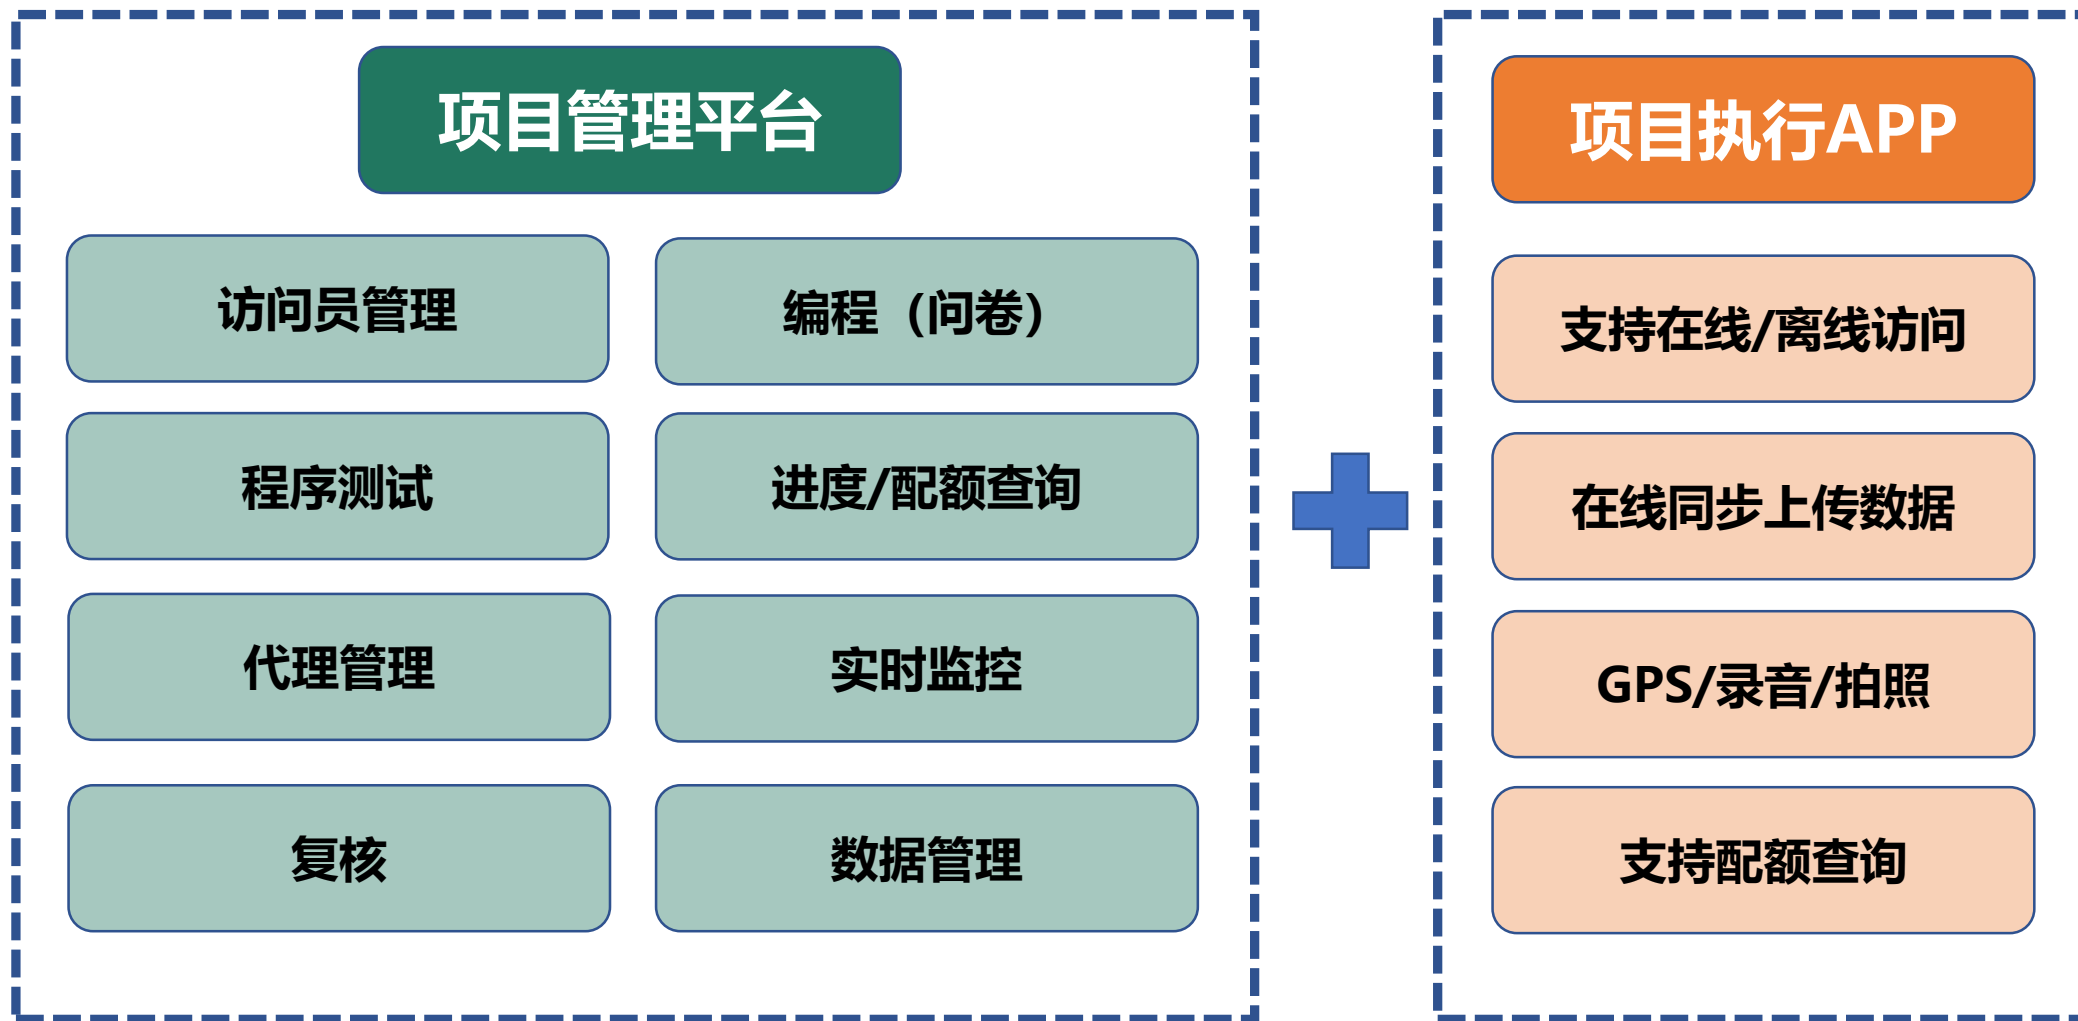 项目管理平台
访问员管理
编程（问卷）
程序测试
进度/配额查询
代理管理
实时监控
复核
数据管理
项目执行APP
支持在线/离线访问
在线同步上传数据
GPS/录音/拍照
支持配额查询